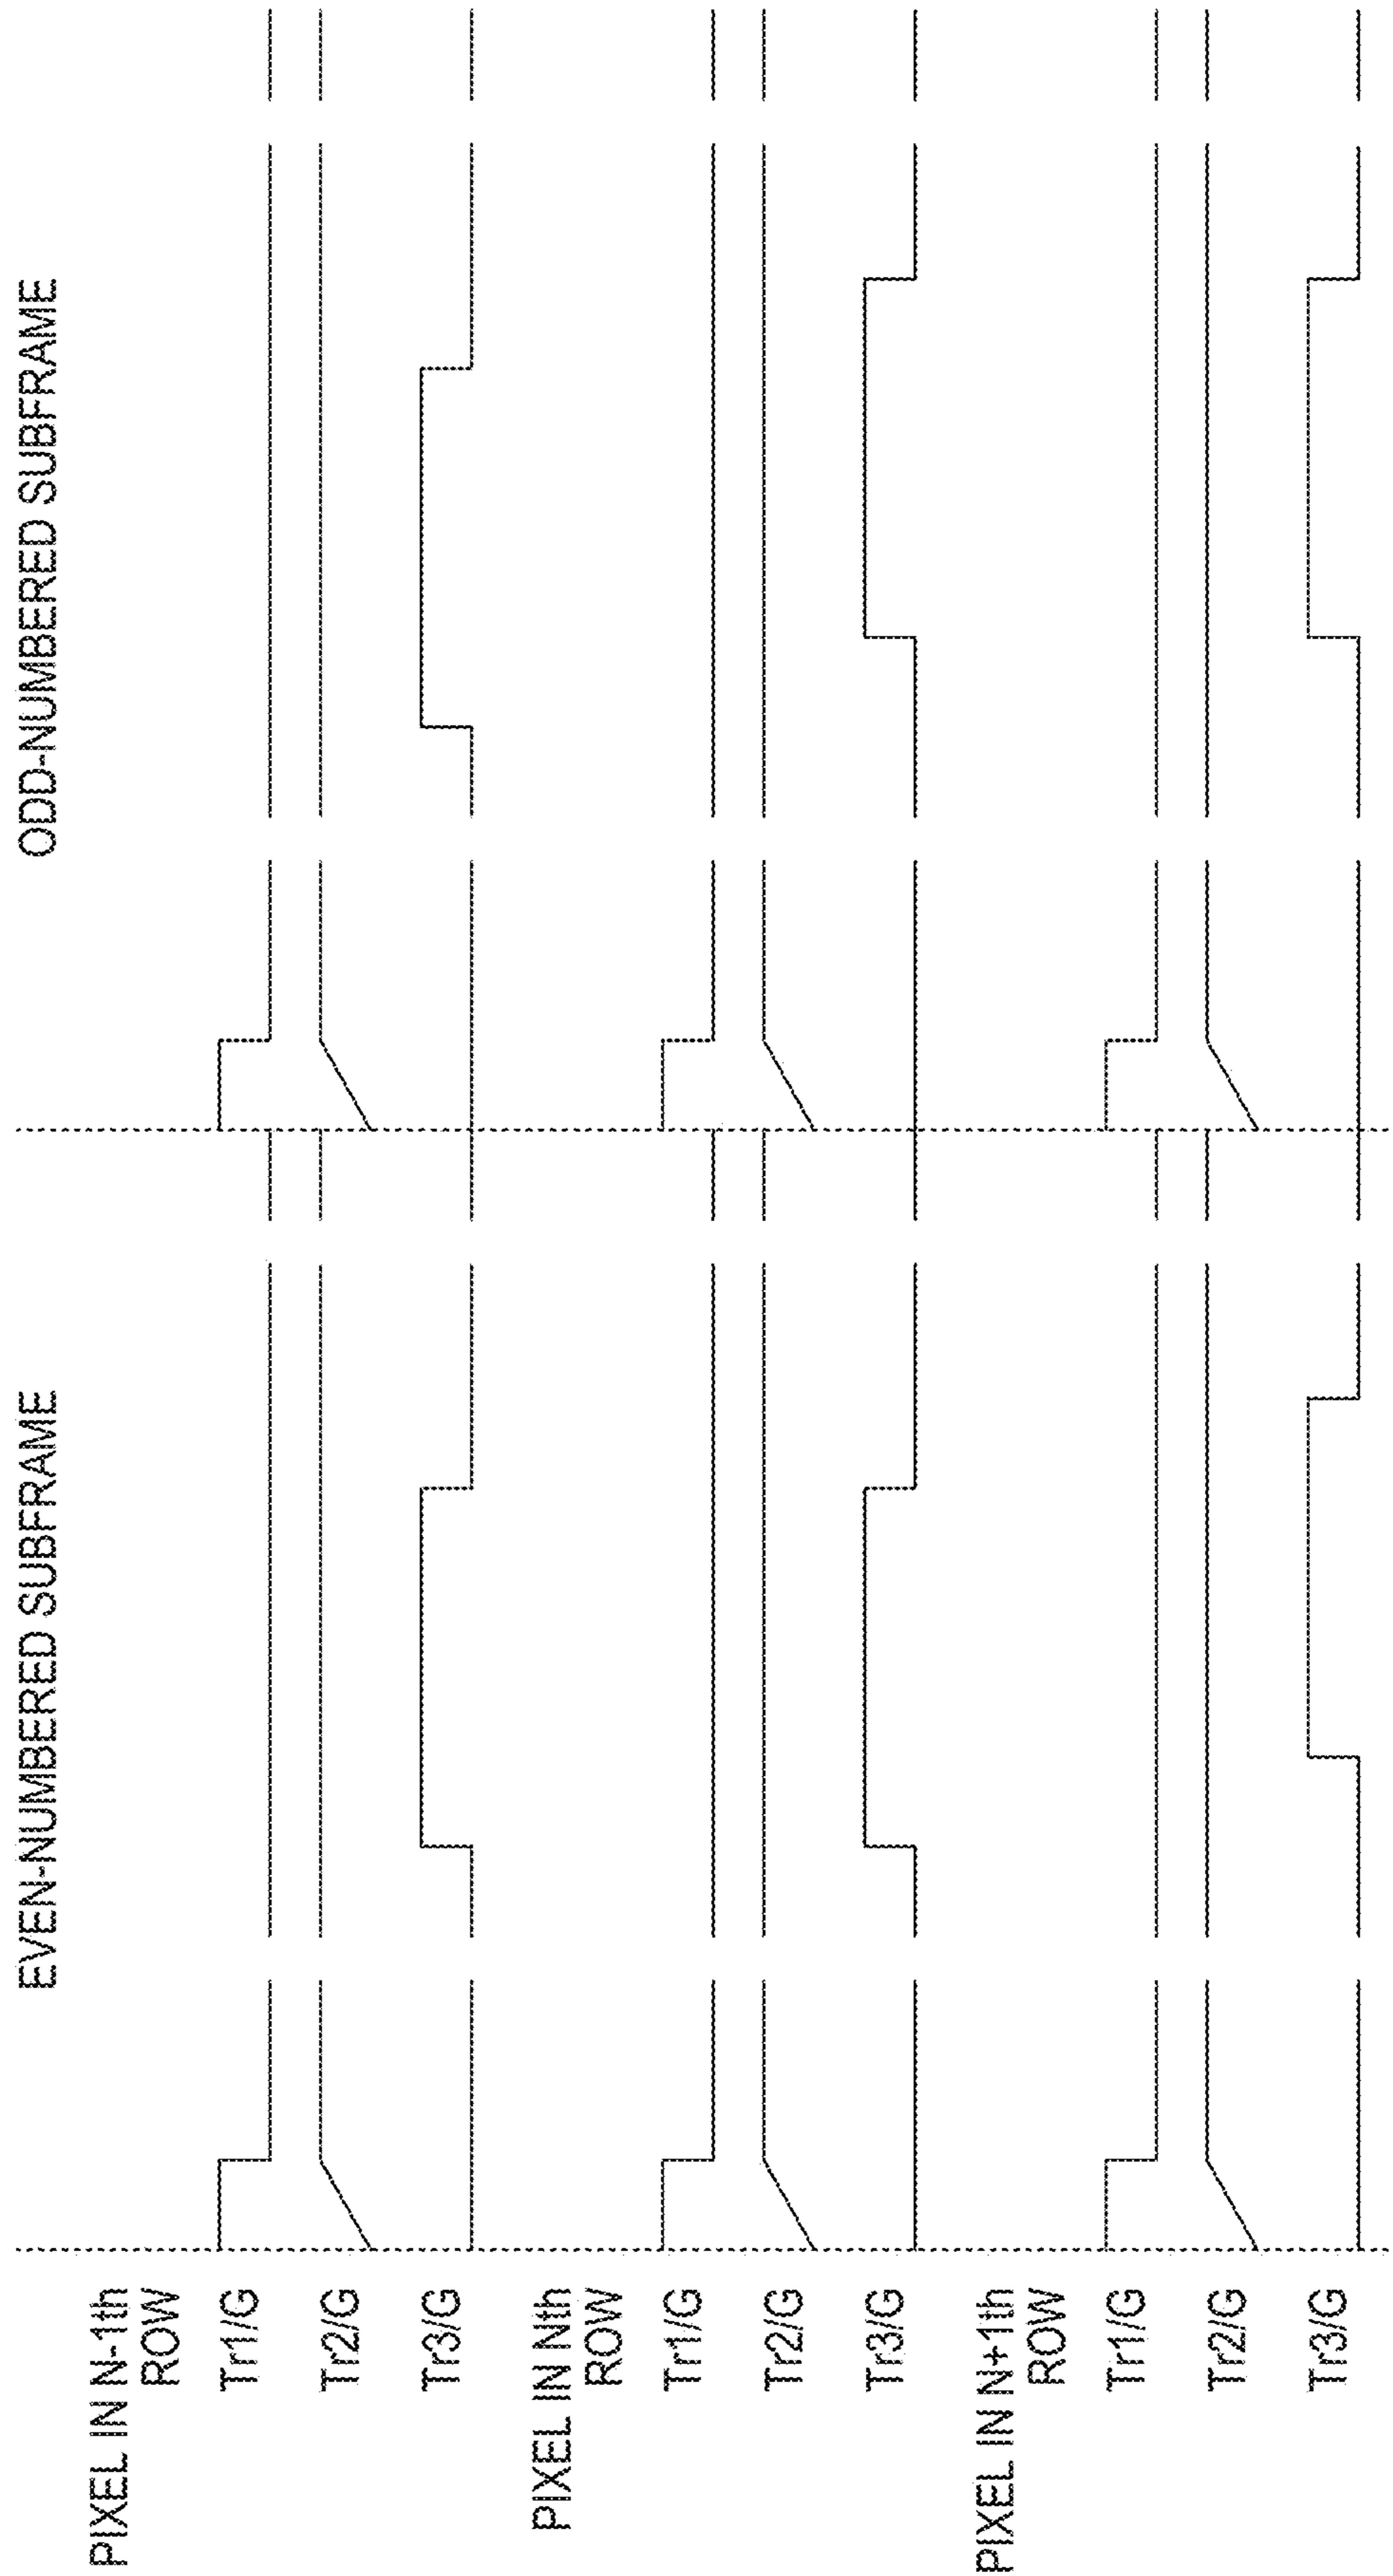 EVEN-NUMBERED SUBFRAME
ODD-NUMBERED SUBFRAME
PIXEL IN N-1th
ROW
Tr1/G
Tr2/G
Tr3/G
PIXEL IN Nth
ROW
Tr1/G
Tr2/G
Tr3/G
PIXEL IN N+1th
ROW
Tr1/G
Tr2/G
Tr3/G